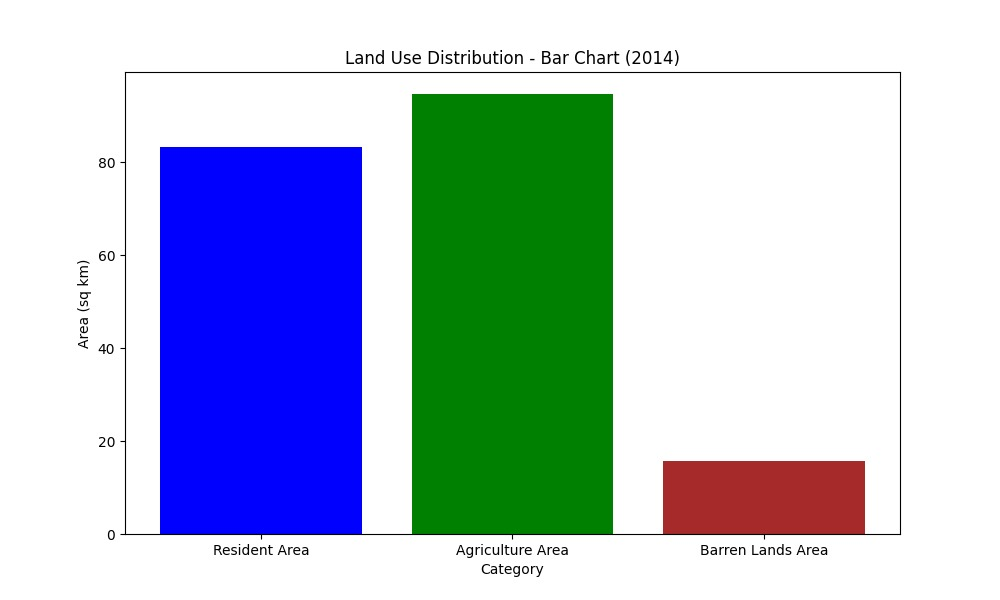 Land Use Distribution - Bar Chart (2014)
Area (sq km)
80
60
40
20
0
Resident Area
Agriculture Area
Barren Lands Area
Category